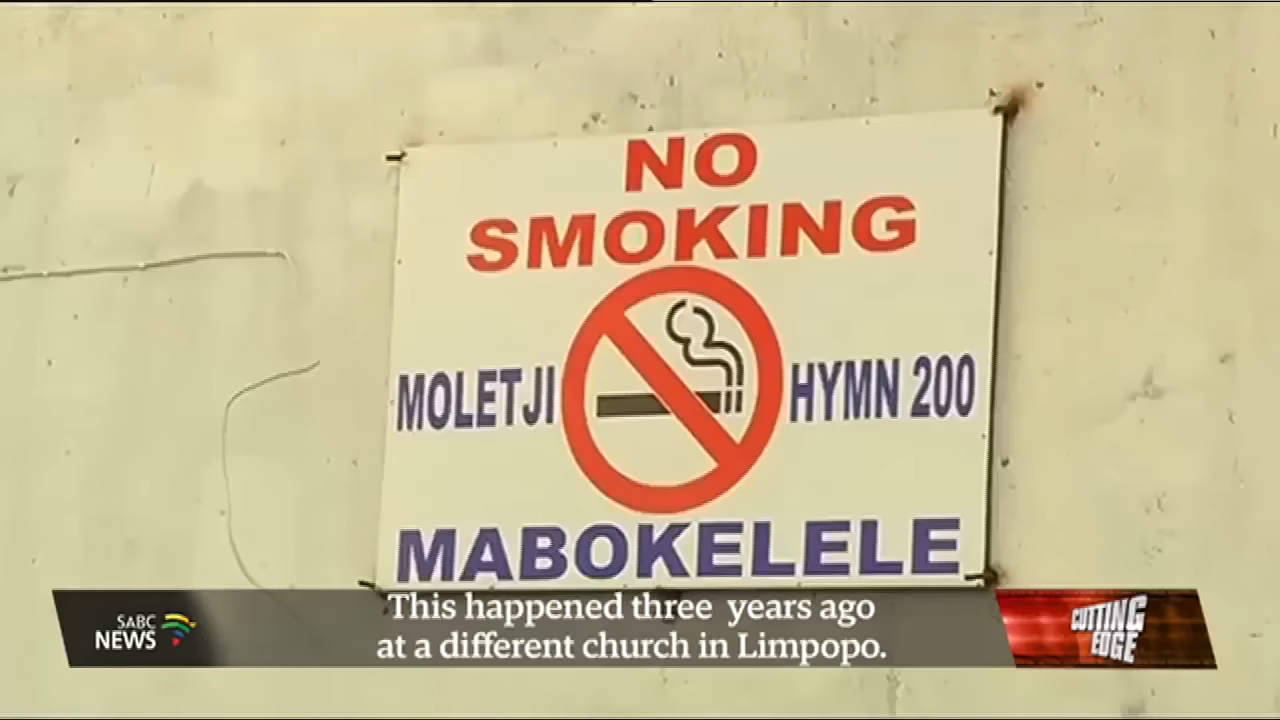 NO
SMOKING
MOLETJI HYMN 200
MABOKELELE
This happened three years ago
at a different church in Limpopo.
SABC
NEWS
CUTTING
EDGE